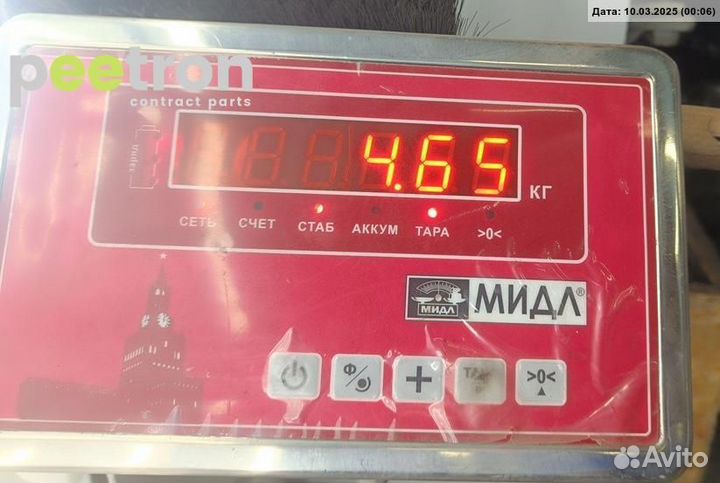 Дата: 10.03.2025 (00:06)
peetron
contract parts
4.65
КГ
СЕТЬ СЧЕТ СТАБ АККУМ ТАРА >0<
МИДЛ
МИДЛ®
Ф/ + >0<
Avito